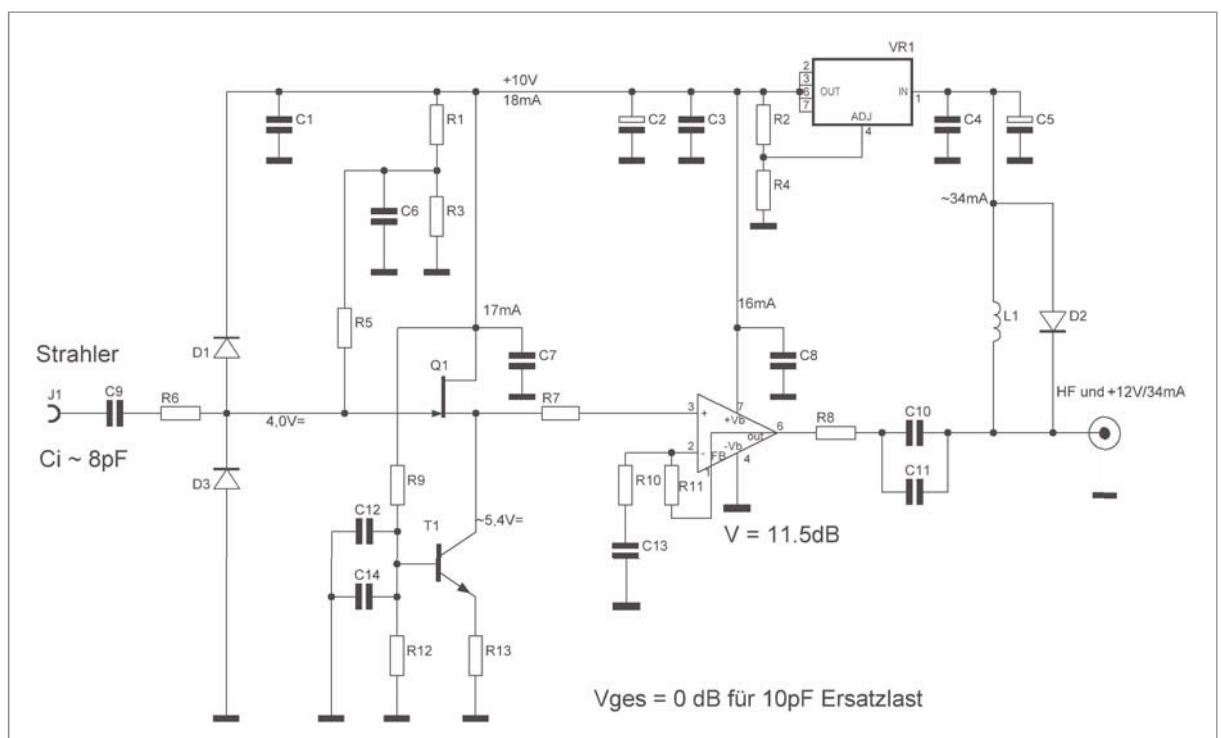 VR1
2
3
6
7
OUT
IN
1
ADJ
4
+10V
18mA
C1
R1
C2
C3
R2
C4
C5
R4
C6
R3
~34mA
R5
17mA
16mA
L1
D2
Strahler
D1
Q1
C7
C8
J1
C9
R6
R7
HF und +12V/34mA
4,0V=
3
+
7
+Vb
out
6
R8
C10
Ci ~ 8pF
2
-
FB
1
-Vb
4
D3
R9
R10
R11
C11
~5,4V=
C12
T1
V = 11.5dB
C13
C14
R12
R13
Vges = 0 dB für 10pF Ersatzlast